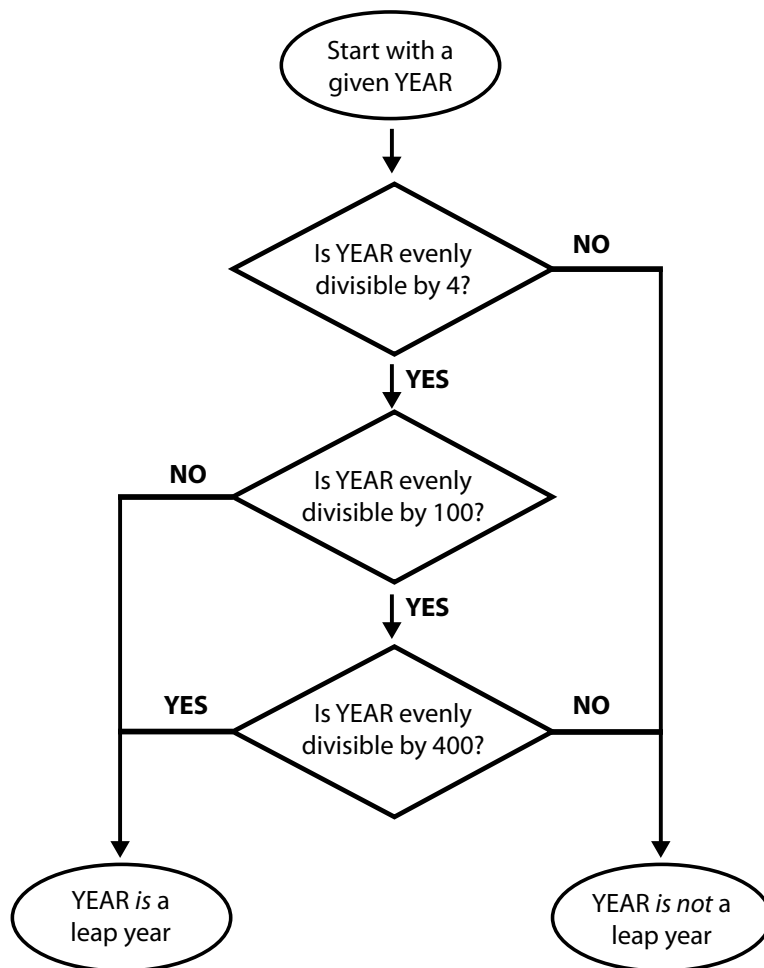 Start with a
given YEAR
Is YEAR evenly
divisible by 4?
NO
YES
NO
Is YEAR evenly
divisible by 100?
YES
YES
Is YEAR evenly
divisible by 400?
NO
YEAR is a
leap year
YEAR is not a
leap year